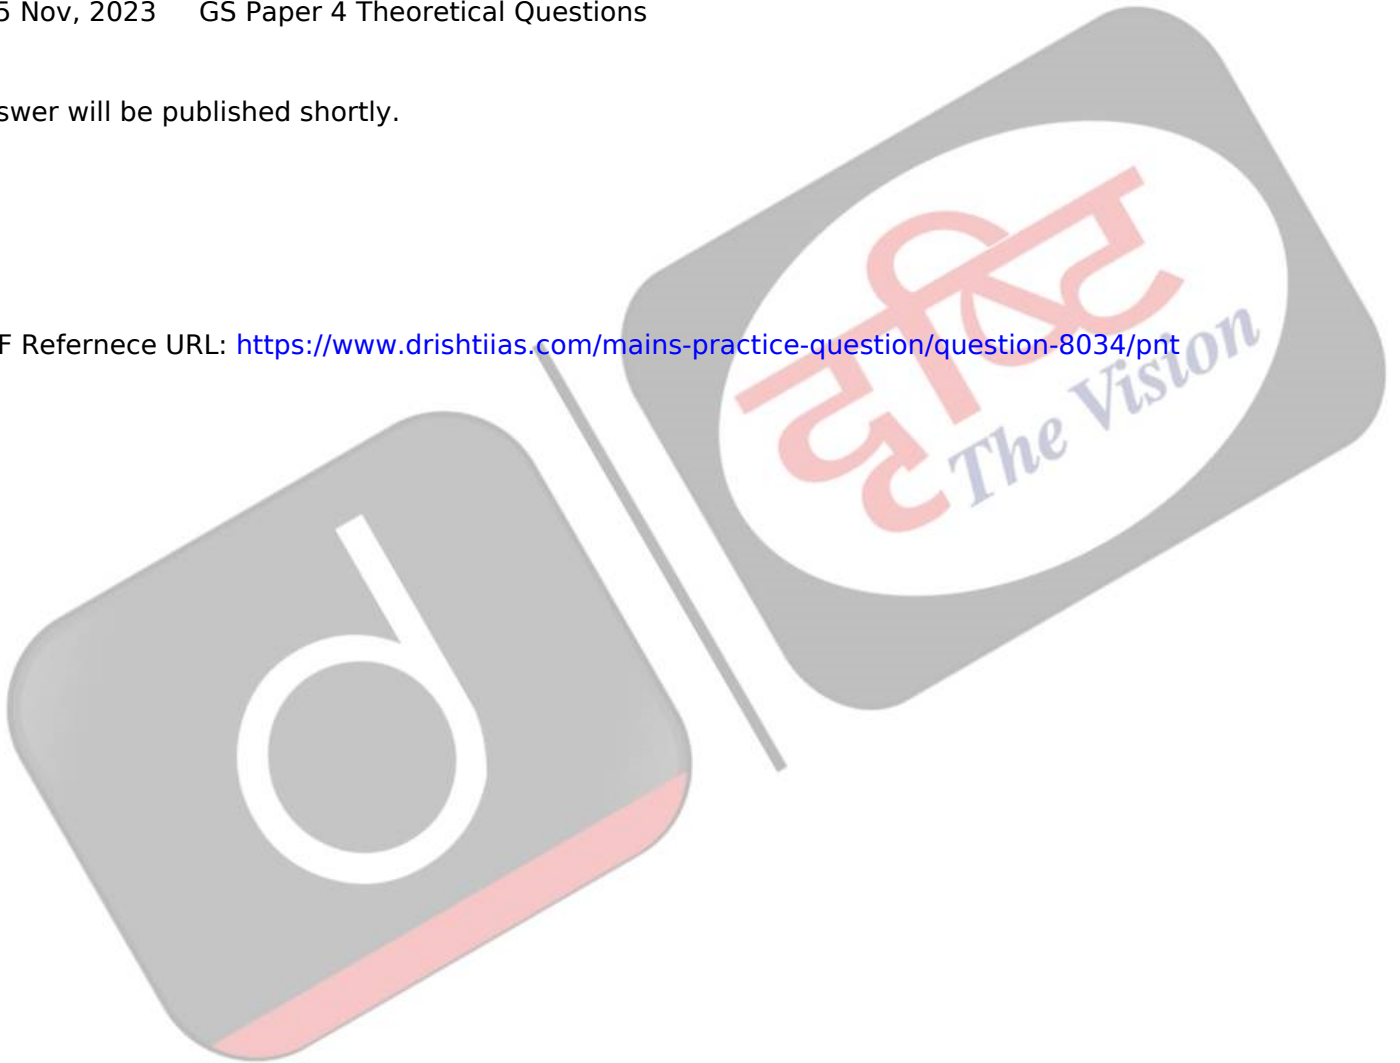 5 Nov, 2023 GS Paper 4 Theoretical Questions
swer will be published shortly.
F Refernece URL: https://www.drishtiias.com/mains-practice-question/question-8034/pnt
दृष्टि
The Vision
d